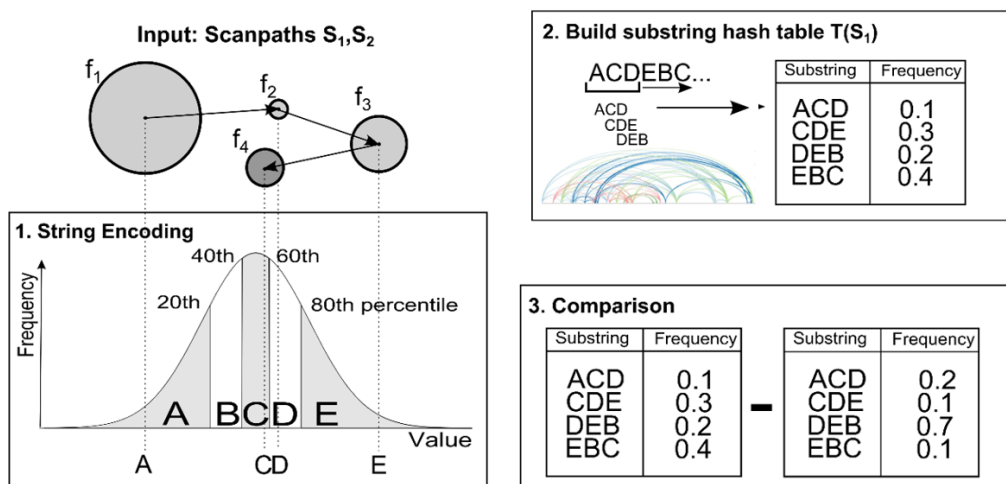 Input: Scanpaths S1,S2
f1
f2
f3
f4
1. String Encoding
Frequency
20th
40th
60th
80th percentile
A B C D E
Value
A C D E
2. Build substring hash table T(S1)
ACDEBC...
ACD
CDE
DEB
Substring Frequency
ACD 0.1
CDE 0.3
DEB 0.2
EBC 0.4
3. Comparison
Substring Frequency
ACD 0.1
CDE 0.3
DEB 0.2
EBC 0.4
-
Substring Frequency
ACD 0.2
CDE 0.1
DEB 0.7
EBC 0.1